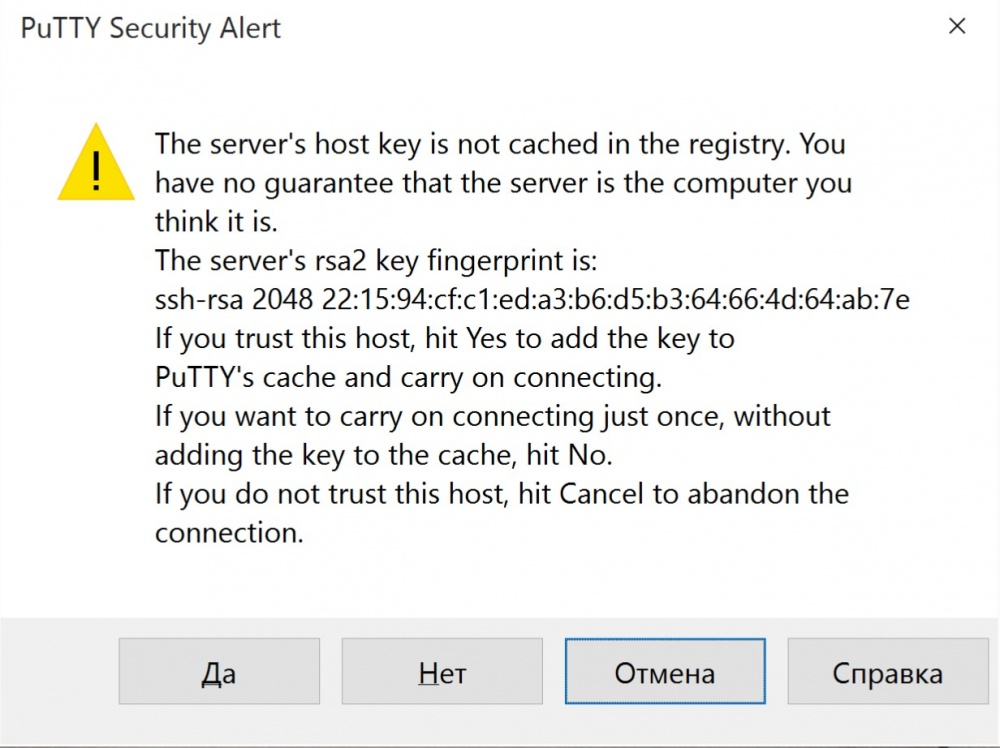 PuTTY Security Alert
The server's host key is not cached in the registry. You
have no guarantee that the server is the computer you
think it is.
The server's rsa2 key fingerprint is:
ssh-rsa 2048 22:15:94:cf:c1:ed:a3:b6:d5:b3:64:66:4d:64:ab:7e
If you trust this host, hit Yes to add the key to
PuTTY's cache and carry on connecting.
If you want to carry on connecting just once, without
adding the key to the cache, hit No.
If you do not trust this host, hit Cancel to abandon the
connection.
Да
Нет
Отмена
Справка